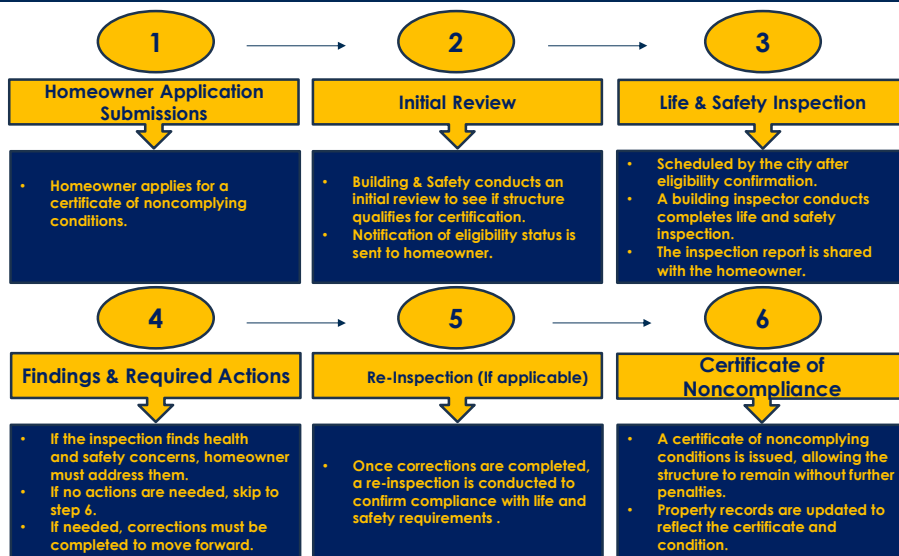 1
2
3
Homeowner Application
Submissions
Initial Review
Life & Safety Inspection
• Homeowner applies for a
certificate of noncomplying
conditions.
• Building & Safety conducts an
initial review to see if structure
qualifies for certification.
• Notification of eligibility status is
sent to homeowner.
• Scheduled by the city after
eligibility confirmation.
• A building inspector conducts
completes life and safety
inspection.
• The inspection report is shared
with the homeowner.
4
5
6
Findings & Required Actions
Re-Inspection (If applicable)
Certificate of
Noncompliance
• If the inspection finds health
and safety concerns, homeowner
must address them.
• If no actions are needed, skip to
step 6.
• If needed, corrections must be
completed to move forward.
• Once corrections are completed,
a re-inspection is conducted to
confirm compliance with life and
safety requirements .
• A certificate of noncomplying
conditions is issued, allowing
the structure to remain without further
penalties.
• Property records are updated to
reflect the certificate and
condition.